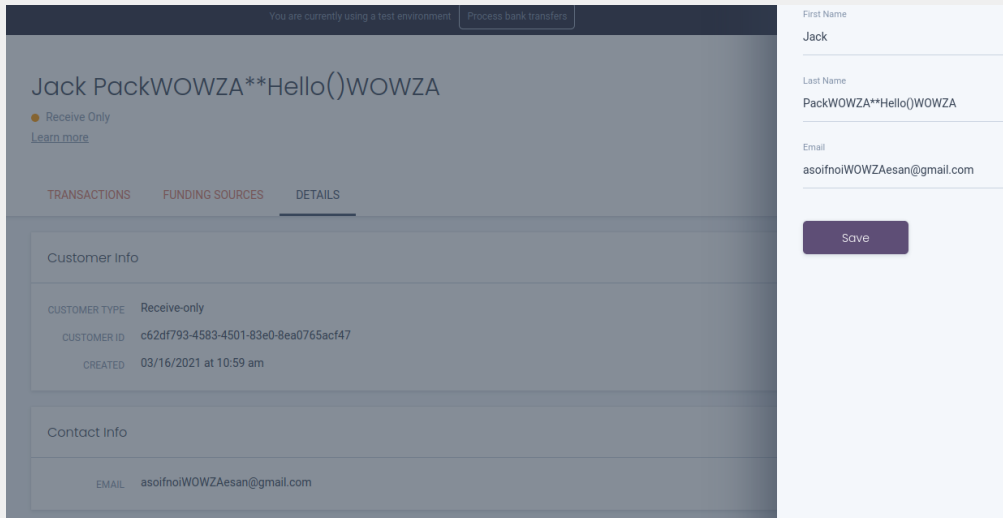 You are currently using a test environment Process bank transfers
Jack PackWOWZA**Hello()WOWZA
Receive Only
Learn more
TRANSACTIONS FUNDING SOURCES DETAILS
Customer Info
CUSTOMER TYPE Receive-only
CUSTOMER ID c62df793-4583-4501-83e0-8ea0765acf47
CREATED 03/16/2021 at 10:59 am
Contact Info
EMAIL asoifnoiWOWZAesan@gmail.com
First Name
Jack
Last Name
PackWOWZA**Hello()WOWZA
Email
asoifnoiWOWZAesan@gmail.com
Save